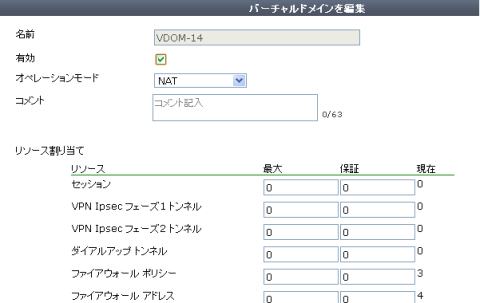 バーチャルドメインを編集
名前 VDOM-14
有効
オペレーションモード NAT
コメント コメント記入 0/63
リソース割り当て
リソース 最大 保証 現在
セッション 0 0 0
VPN Ipsec フェーズ1トンネル 0 0 0
VPN Ipsec フェーズ2トンネル 0 0 0
ダイアルアップ トンネル 0 0 0
ファイアウォール ポリシー 0 0 3
ファイアウォール アドレス 0 0 4